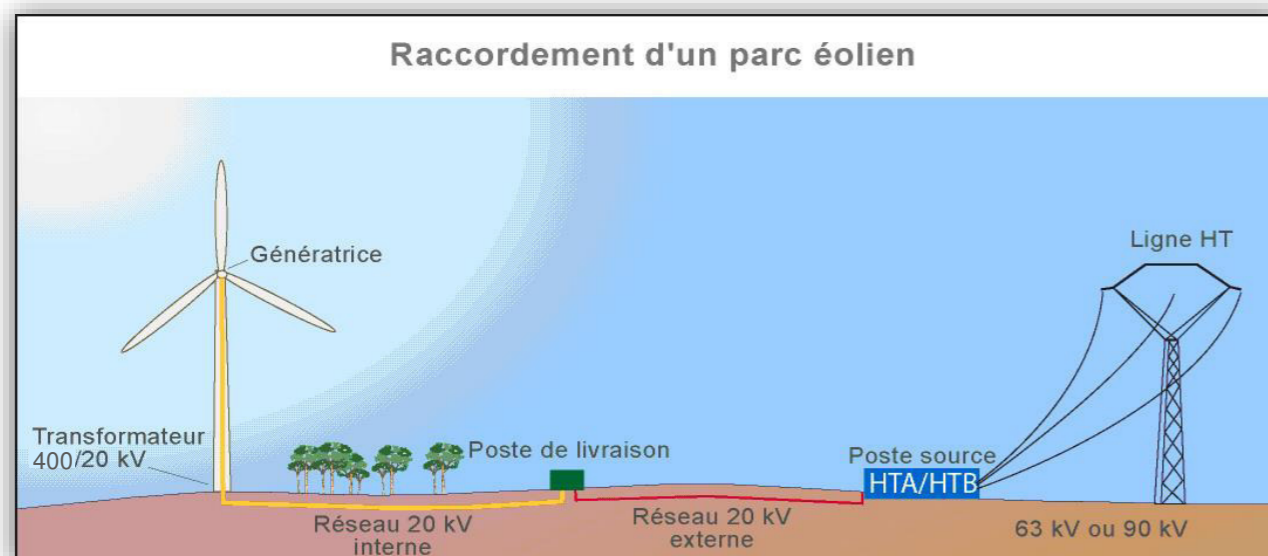 Raccordement d'un parc éolien
Génératrice
Ligne HT
Transformateur
400/20 kV
Poste de livraison
Poste source
HTA/HTB
Réseau 20 kV
interne
Réseau 20 kV
externe
63 kV ou 90 kV